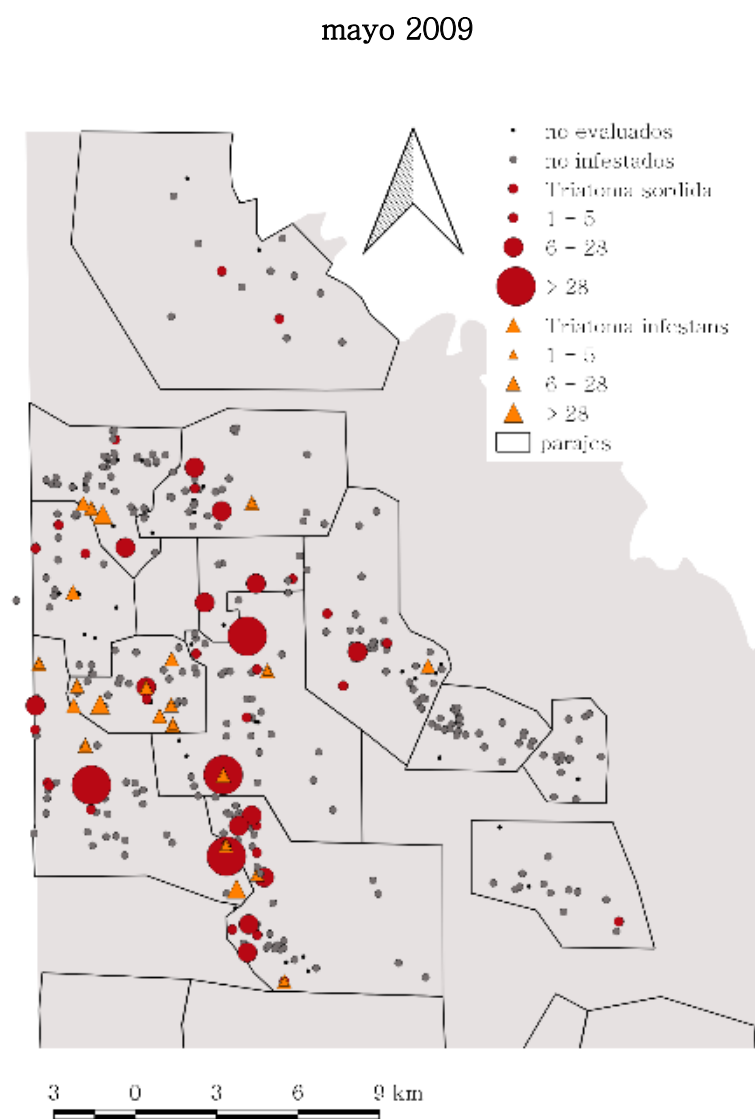 mayo 2009
no evaluados
no infestados
Triatoma sordida
1 – 5
6 – 28
> 28
Triatoma infestans
1 – 5
6 – 28
> 28
parajes
3 0 3 6 9 km